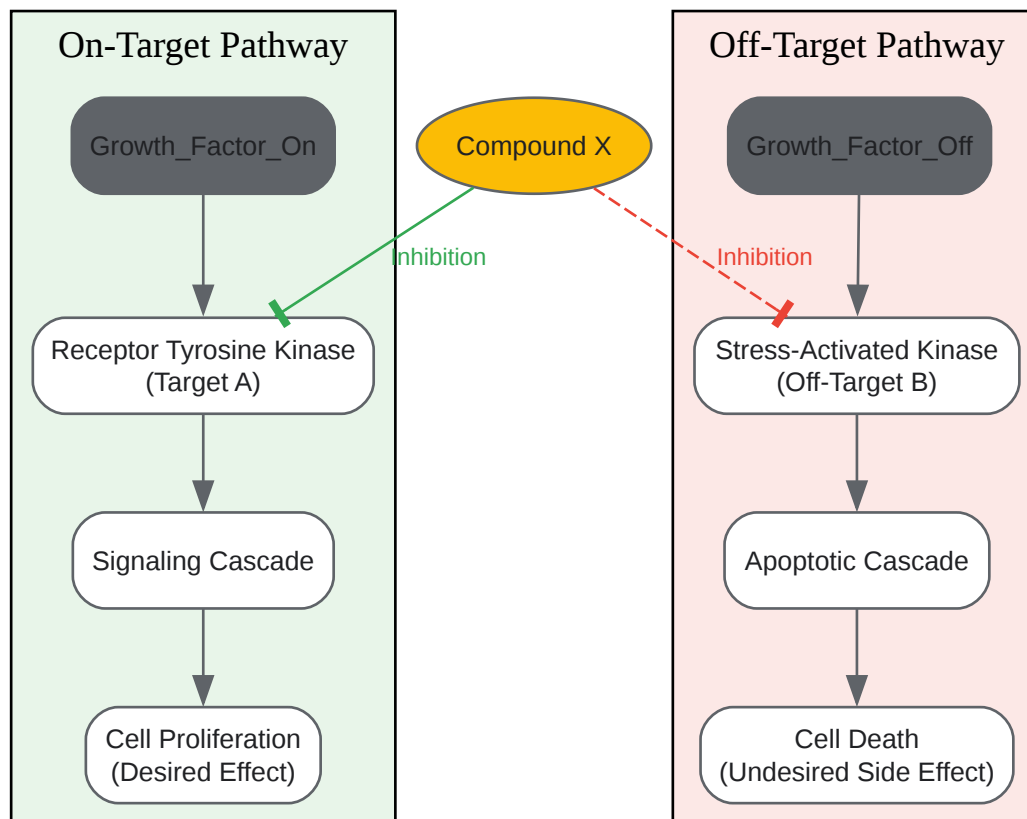 On-Target Pathway
Growth_Factor_On
Receptor Tyrosine Kinase
(Target A)
Signaling Cascade
Cell Proliferation
(Desired Effect)
Compound X
Inhibition
Inhibition
Off-Target Pathway
Growth_Factor_Off
Stress-Activated Kinase
(Off-Target B)
Apoptotic Cascade
Cell Death
(Undesired Side Effect)